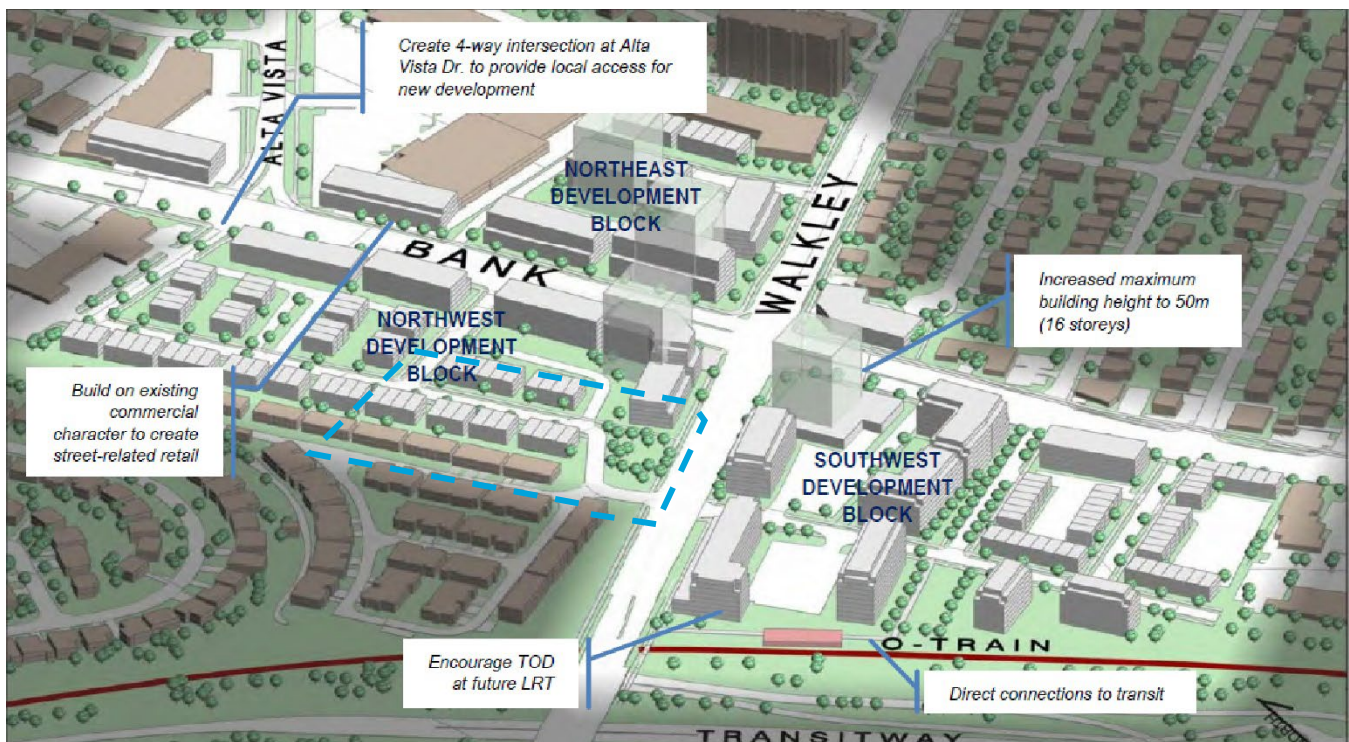 Create 4-way intersection at Alta
Vista Dr. to provide local access for
new development
ALTA VISTA
NORTHEAST
DEVELOPMENT
BLOCK
WALKLEY
BANK
Increased maximum
building height to 50m
(16 storeys)
NORTHWEST
DEVELOPMENT
BLOCK
Build on existing
commercial
character to create
street-related retail
SOUTHWEST
DEVELOPMENT
BLOCK
Encourage TOD
at future LRT
O-TRAIN
Direct connections to transit
TRANSITWAY